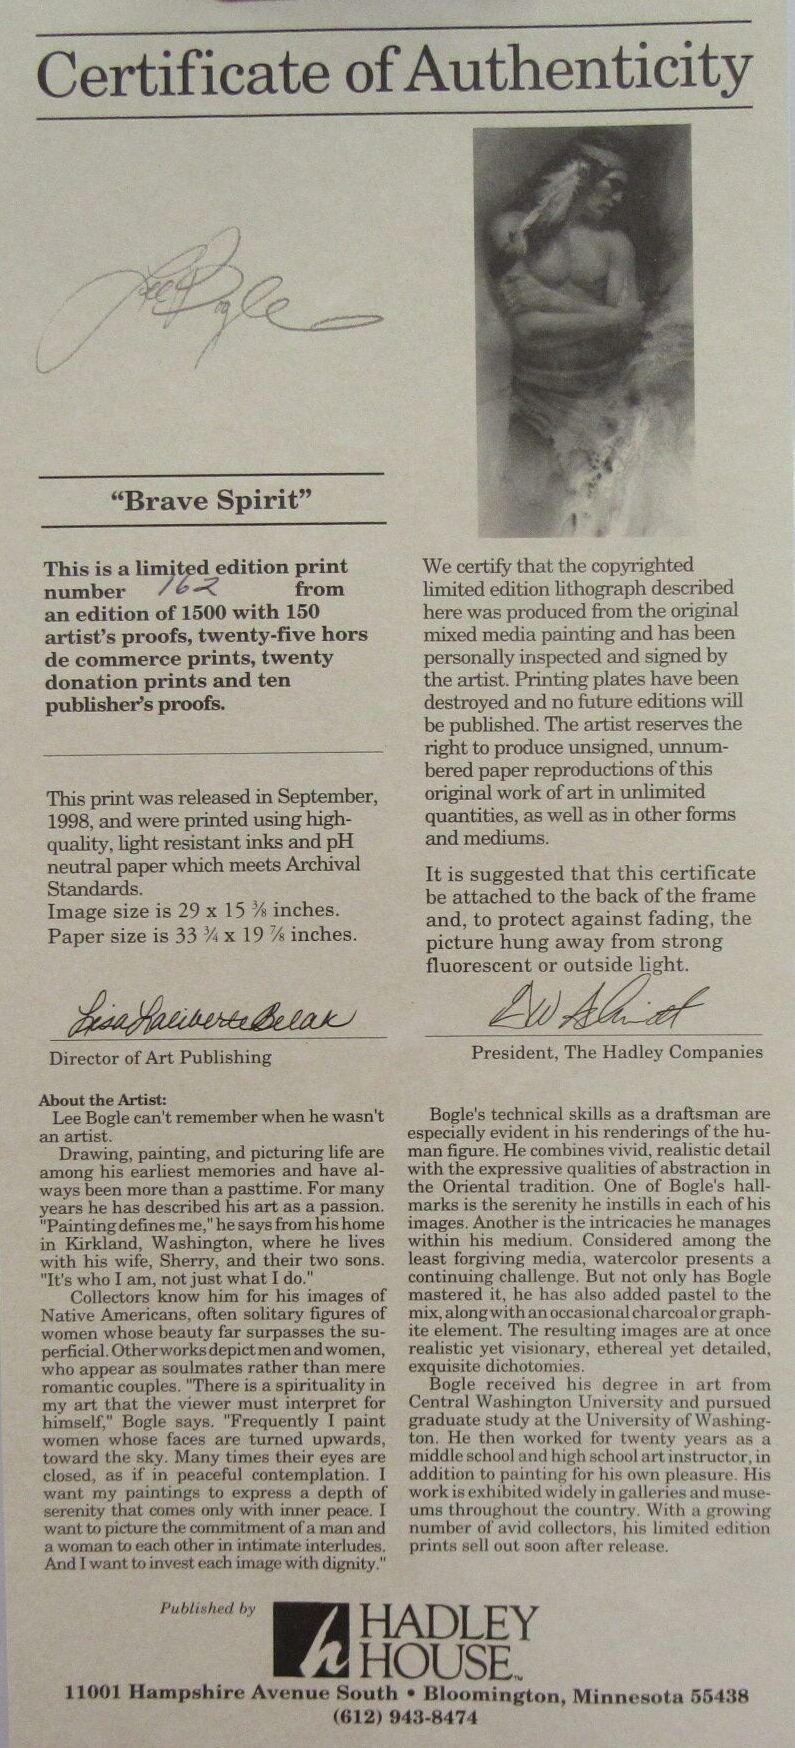 Certificate of Authenticity
Lee Bogle
“Brave Spirit”
This is a limited edition print
number 162 from
an edition of 1500 with 150
artist's proofs, twenty-five hors
de commerce prints, twenty
donation prints and ten
publisher's proofs.
This print was released in September,
1998, and were printed using high-
quality, light resistant inks and pH
neutral paper which meets Archival
Standards.
Image size is 29 x 15 ⅜ inches.
Paper size is 33 ¾ x 19 ⅞ inches.
We certify that the copyrighted
limited edition lithograph described
here was produced from the original
mixed media painting and has been
personally inspected and signed by
the artist. Printing plates have been
destroyed and no future editions will
be published. The artist reserves the
right to produce unsigned, unnum-
bered paper reproductions of this
original work of art in unlimited
quantities, as well as in other forms
and mediums.
It is suggested that this certificate
be attached to the back of the frame
and, to protect against fading, the
picture hung away from strong
fluorescent or outside light.
Lisa Laliberte Belak
Director of Art Publishing
President, The Hadley Companies
About the Artist:
Lee Bogle can't remember when he wasn't
an artist.
Drawing, painting, and picturing life are
among his earliest memories and have al-
ways been more than a pasttime. For many
years he has described his art as a passion.
"Painting defines me," he says from his home
in Kirkland, Washington, where he lives
with his wife, Sherry, and their two sons.
"It's who I am, not just what I do."
Collectors know him for his images of
Native Americans, often solitary figures of
women whose beauty far surpasses the su-
perficial. Other works depict men and women,
who appear as soulmates rather than mere
romantic couples. "There is a spirituality in
my art that the viewer must interpret for
himself," Bogle says. "Frequently I paint
women whose faces are turned upwards,
toward the sky. Many times their eyes are
closed, as if in peaceful contemplation. I
want my paintings to express a depth of
serenity that comes only with inner peace. I
want to picture the commitment of a man and
a woman to each other in intimate interludes.
And I want to invest each image with dignity."
Bogle's technical skills as a draftsman are
especially evident in his renderings of the hu-
man figure. He combines vivid, realistic detail
with the expressive qualities of abstraction in
the Oriental tradition. One of Bogle's hall-
marks is the serenity he instills in each of his
images. Another is the intricacies he manages
within his medium. Considered among the
least forgiving media, watercolor presents a
continuing challenge. But not only has Bogle
mastered it, he has also added pastel to the
mix, along with an occasional charcoal or graph-
ite element. The resulting images are at once
realistic yet visionary, ethereal yet detailed,
exquisite dichotomies.
Bogle received his degree in art from
Central Washington University and pursued
graduate study at the University of Washing-
ton. He then worked for twenty years as a
middle school and high school art instructor, in
addition to painting for his own pleasure. His
work is exhibited widely in galleries and muse-
ums throughout the country. With a growing
number of avid collectors, his limited edition
prints sell out soon after release.
Published by
h HADLEY
HOUSE™
11001 Hampshire Avenue South • Bloomington, Minnesota 55438
(612) 943-8474